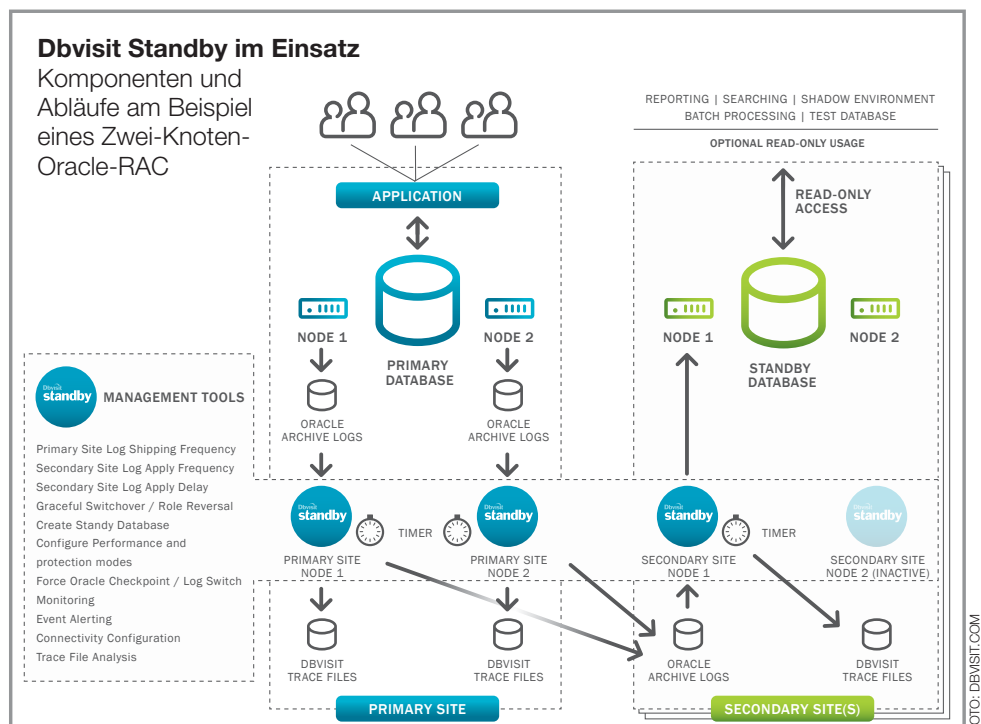 Dbvisit Standby im Einsatz
Komponenten und
Abläufe am Beispiel
eines Zwei-Knoten-
Oracle-RAC
REPORTING | SEARCHING | SHADOW ENVIRONMENT
BATCH PROCESSING | TEST DATABASE
OPTIONAL READ-ONLY USAGE
APPLICATION
READ-ONLY
ACCESS
NODE 1
NODE 2
PRIMARY
DATABASE
NODE 1
NODE 2
STANDBY
DATABASE
ORACLE
ARCHIVE LOGS
ORACLE
ARCHIVE LOGS
Dbvisit
standby
MANAGEMENT TOOLS
Primary Site Log Shipping Frequency
Secondary Site Log Apply Frequency
Secondary Site Log Apply Delay
Graceful Switchover / Role Reversal
Create Standy Database
Configure Performance and
protection modes
Force Oracle Checkpoint / Log Switch
Monitoring
Event Alerting
Connectivity Configuration
Trace File Analysis
Dbvisit
standby
TIMER
Dbvisit
standby
Dbvisit
standby
TIMER
Dbvisit
standby
PRIMARY SITE
NODE 1
PRIMARY SITE
NODE 2
SECONDARY SITE
NODE 1
SECONDARY SITE
NODE 2 (INACTIVE)
DBVISIT
TRACE FILES
DBVISIT
TRACE FILES
ORACLE
ARCHIVE LOGS
DBVISIT
TRACE FILES
PRIMARY SITE
SECONDARY SITE(S)
OTO: DBVISIT.COM